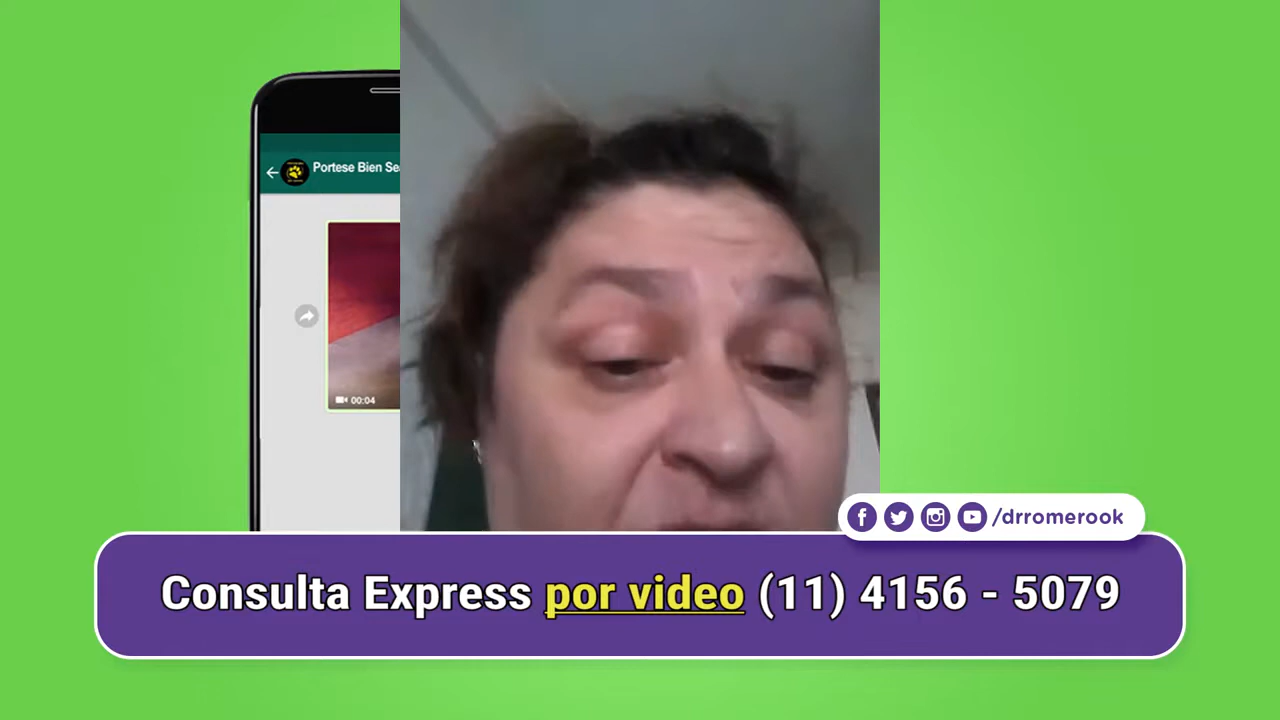 Portese Bien Se
00:04
/drromerook
Consulta Express por video (11) 4156 - 5079